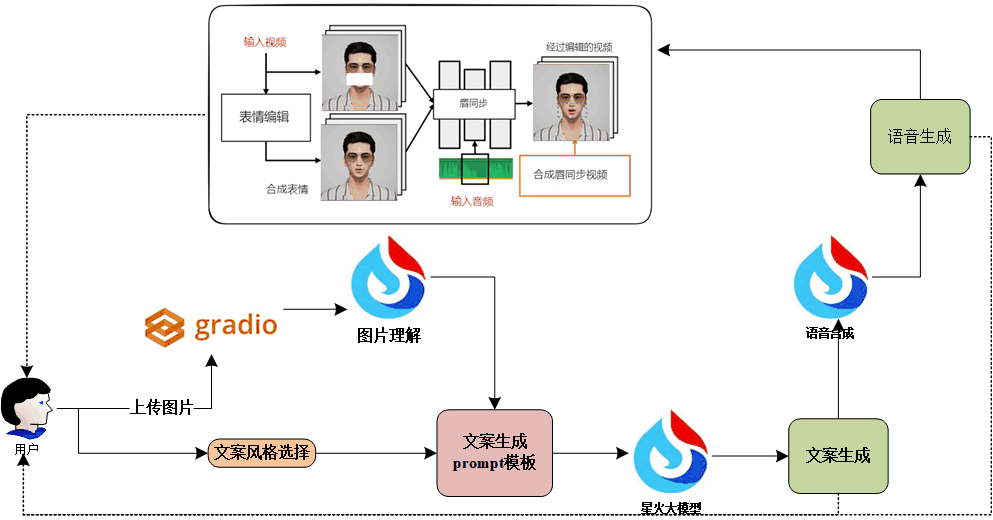 输入视频
经过编辑的视频
表情编辑
唇同步
合成表情
输入音频
合成唇同步视频
语音生成
gradio
图片理解
语音合成
上传图片
用户
文案风格选择
文案生成
prompt模板
星火大模型
文案生成